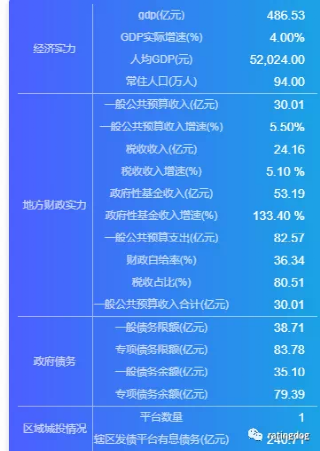 gdp(亿元) 486.53
GDP实际增速(%) 4.00%
经济实力
人均GDP(元) 52,024.00
常住人口(万人) 94.00
一般公共预算收入(亿元) 30.01
一般公共预算收入增速(%) 5.50%
税收收入(亿元) 24.16
税收收入增速(%) 5.10 %
政府性基金收入(亿元) 53.19
地方财政实力
政府性基金收入增速(%) 133.40 %
一般公共预算支出(亿元) 82.57
财政自给率(%) 36.34
税收占比(%) 80.51
一般公共预算收入合计(亿元) 30.01
一般债务限额(亿元) 38.71
专项债务限额(亿元) 83.78
政府债务
一般债务余额(亿元) 35.10
专项债务余额(亿元) 79.39
平台数量 1
区域城投情况
辖区发债平台有息债务(亿元) 240.71
ratingdog